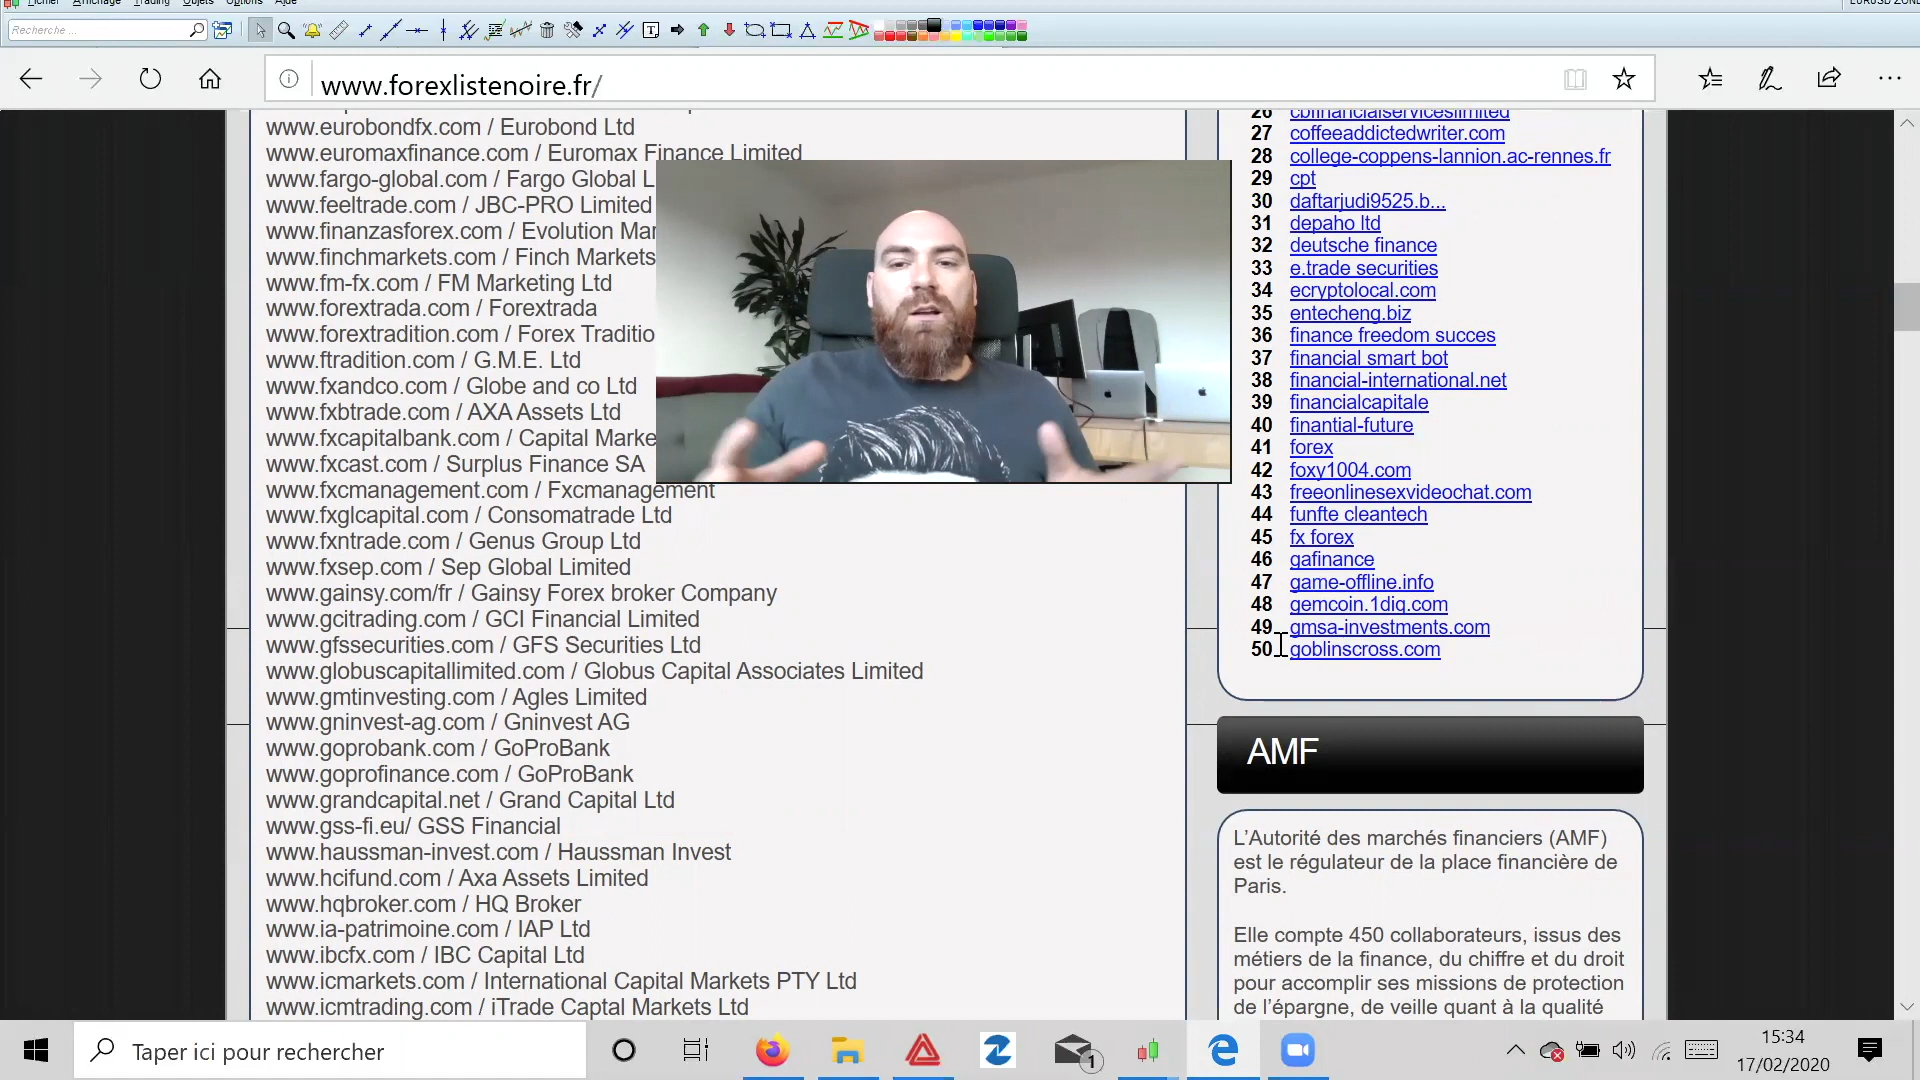 Fichier Affichage Trading Objets Options Aide
Recherche ...
www.forexlistenoire.fr/
www.eurobondfx.com / Eurobond Ltd
www.euromaxfinance.com / Euromax Finance Limited
www.fargo-global.com / Fargo Global L
www.feeltrade.com / JBC-PRO Limited
www.finanzasforex.com / Evolution Mar
www.finchmarkets.com / Finch Markets
www.fm-fx.com / FM Marketing Ltd
www.forextrada.com / Forextrada
www.forextradition.com / Forex Traditio
www.ftradition.com / G.M.E. Ltd
www.fxandco.com / Globe and co Ltd
www.fxbtrade.com / AXA Assets Ltd
www.fxcapitalbank.com / Capital Marke
www.fxcast.com / Surplus Finance SA
www.fxcmanagement.com / Fxcmanagement
www.fxglcapital.com / Consomatrade Ltd
www.fxntrade.com / Genus Group Ltd
www.fxsep.com / Sep Global Limited
www.gainsy.com/fr / Gainsy Forex broker Company
www.gcitrading.com / GCI Financial Limited
www.gfssecurities.com / GFS Securities Ltd
www.globuscapitallimited.com / Globus Capital Associates Limited
www.gmtinvesting.com / Agles Limited
www.gninvest-ag.com / Gninvest AG
www.goprobank.com / GoProBank
www.goprofinance.com / GoProBank
www.grandcapital.net / Grand Capital Ltd
www.gss-fi.eu/ GSS Financial
www.haussman-invest.com / Haussman Invest
www.hcifund.com / Axa Assets Limited
www.hqbroker.com / HQ Broker
www.ia-patrimoine.com / IAP Ltd
www.ibcfx.com / IBC Capital Ltd
www.icmarkets.com / International Capital Markets PTY Ltd
www.icmtrading.com / iTrade Captal Markets Ltd
26 cbfinancialserviceslimited
27 coffeeaddictedwriter.com
28 college-coppens-lannion.ac-rennes.fr
29 cpt
30 daftarjudi9525.b...
31 depaho ltd
32 deutsche finance
33 e.trade securities
34 ecryptolocal.com
35 entecheng.biz
36 finance freedom succes
37 financial smart bot
38 financial-international.net
39 financialcapitale
40 finantial-future
41 forex
42 foxy1004.com
43 freeonlinesexvideochat.com
44 funfte cleantech
45 fx forex
46 gafinance
47 game-offline.info
48 gemcoin.1diq.com
49 gmsa-investments.com
50 goblinscross.com
AMF
L'Autorité des marchés financiers (AMF)
est le régulateur de la place financière de
Paris.
Elle compte 450 collaborateurs, issus des
métiers de la finance, du chiffre et du droit
pour accomplir ses missions de protection
de l'épargne, de veille quant à la qualité
Taper ici pour rechercher
1
15:34
17/02/2020